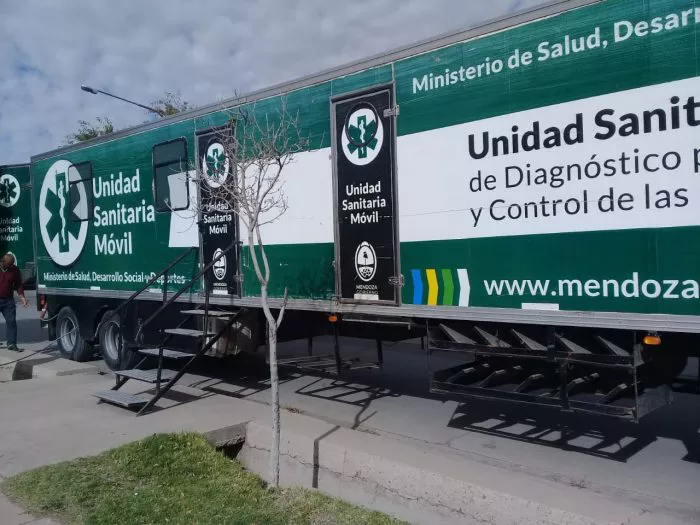 Unidad
Sanitaria
Móvil
Ministerio de Salud, Desarrollo Social y Deportes
Unidad
Sanitaria
Móvil
Unidad
Sanitaria
Móvil
MENDOZA
GOBIERNO
Ministerio de Salud, Desarr
Unidad Sanit
de Diagnóstico p
y Control de las
www.mendoza